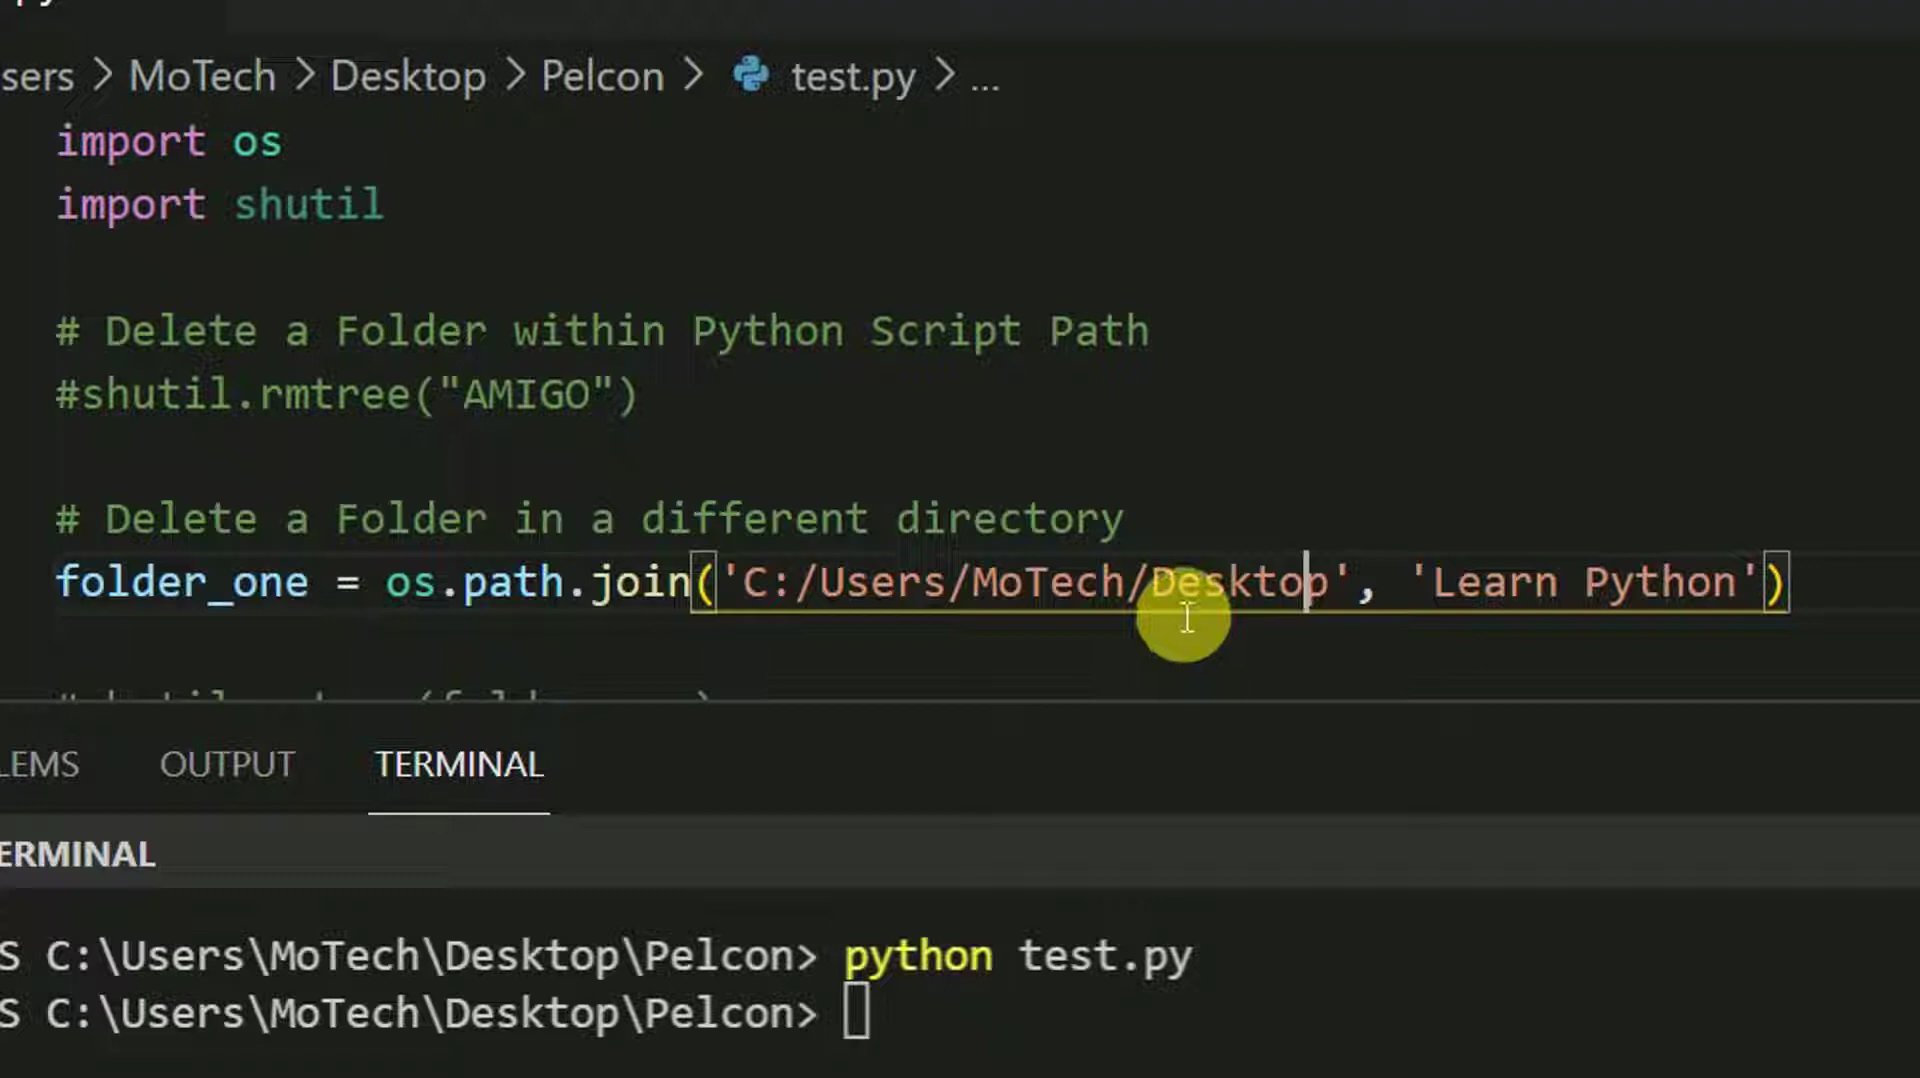 sers > MoTech > Desktop > Pelcon > test.py > ...
import os
import shutil
# Delete a Folder within Python Script Path
#shutil.rmtree("AMIGO")
# Delete a Folder in a different directory
folder_one = os.path.join('C:/Users/MoTech/Desktop', 'Learn Python')
LEMS OUTPUT TERMINAL
ERMINAL
S C:\Users\MoTech\Desktop\Pelcon> python test.py
S C:\Users\MoTech\Desktop\Pelcon>